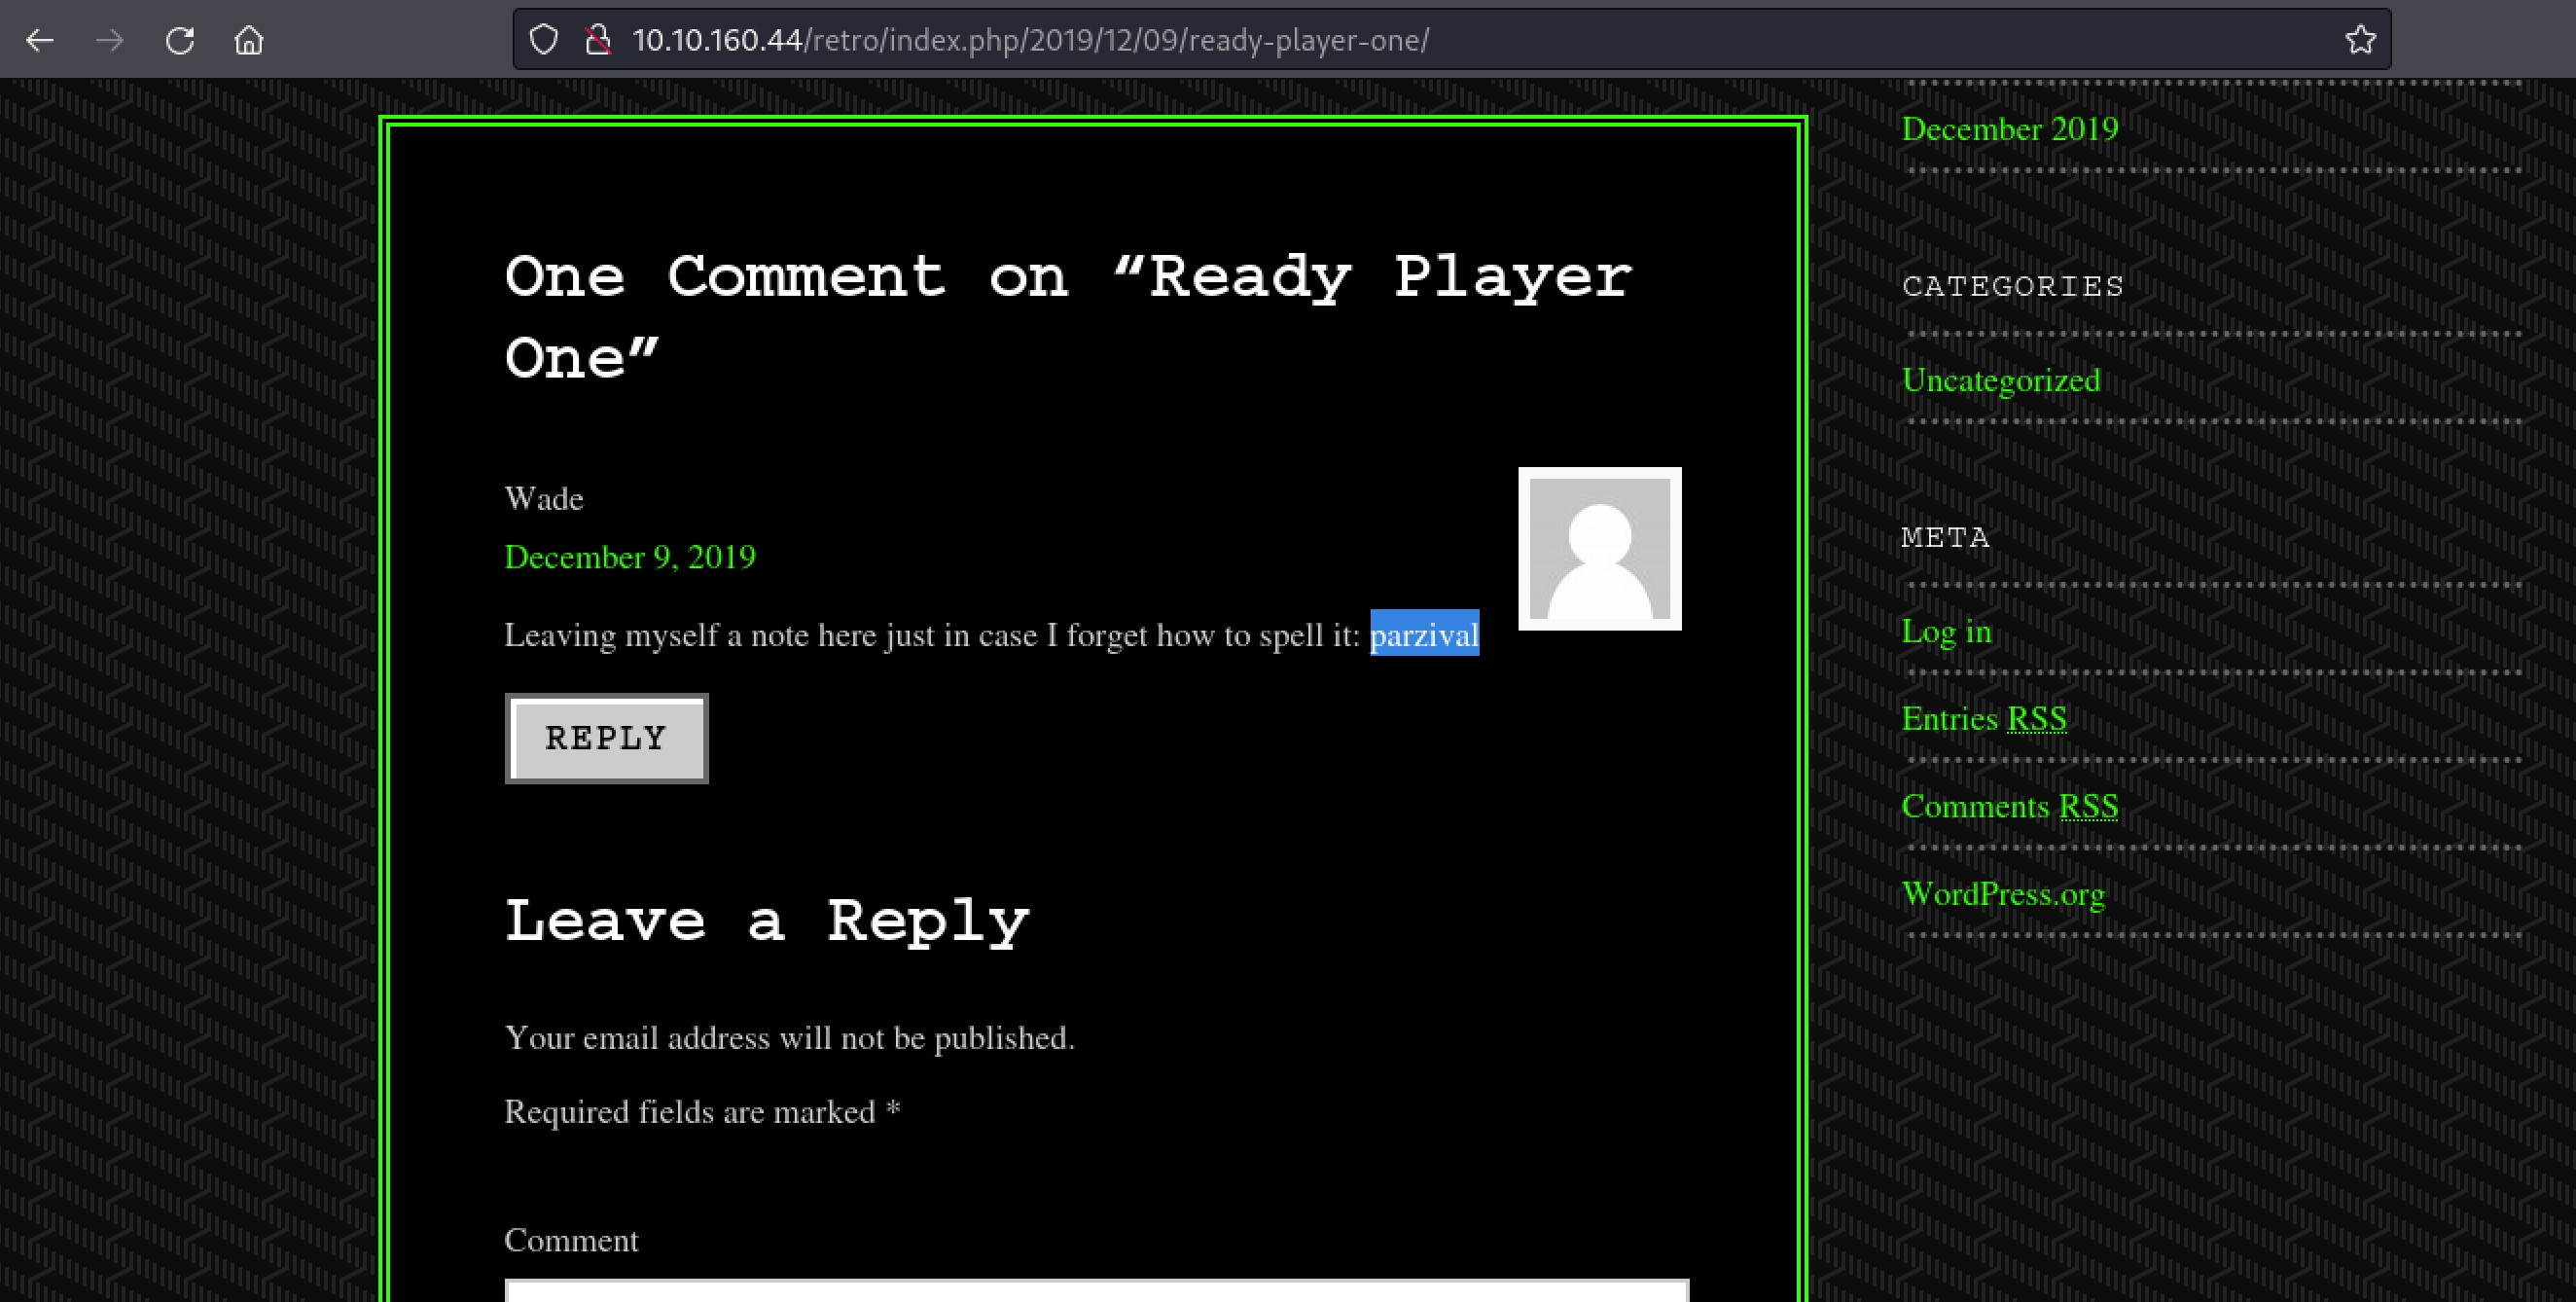 10.10.160.44/retro/index.php/2019/12/09/ready-player-one/
One Comment on “Ready Player
One”
Wade
December 9, 2019
Leaving myself a note here just in case I forget how to spell it: parzival
REPLY
Leave a Reply
Your email address will not be published.
Required fields are marked *
Comment
December 2019
CATEGORIES
Uncategorized
META
Log in
Entries RSS
Comments RSS
WordPress.org